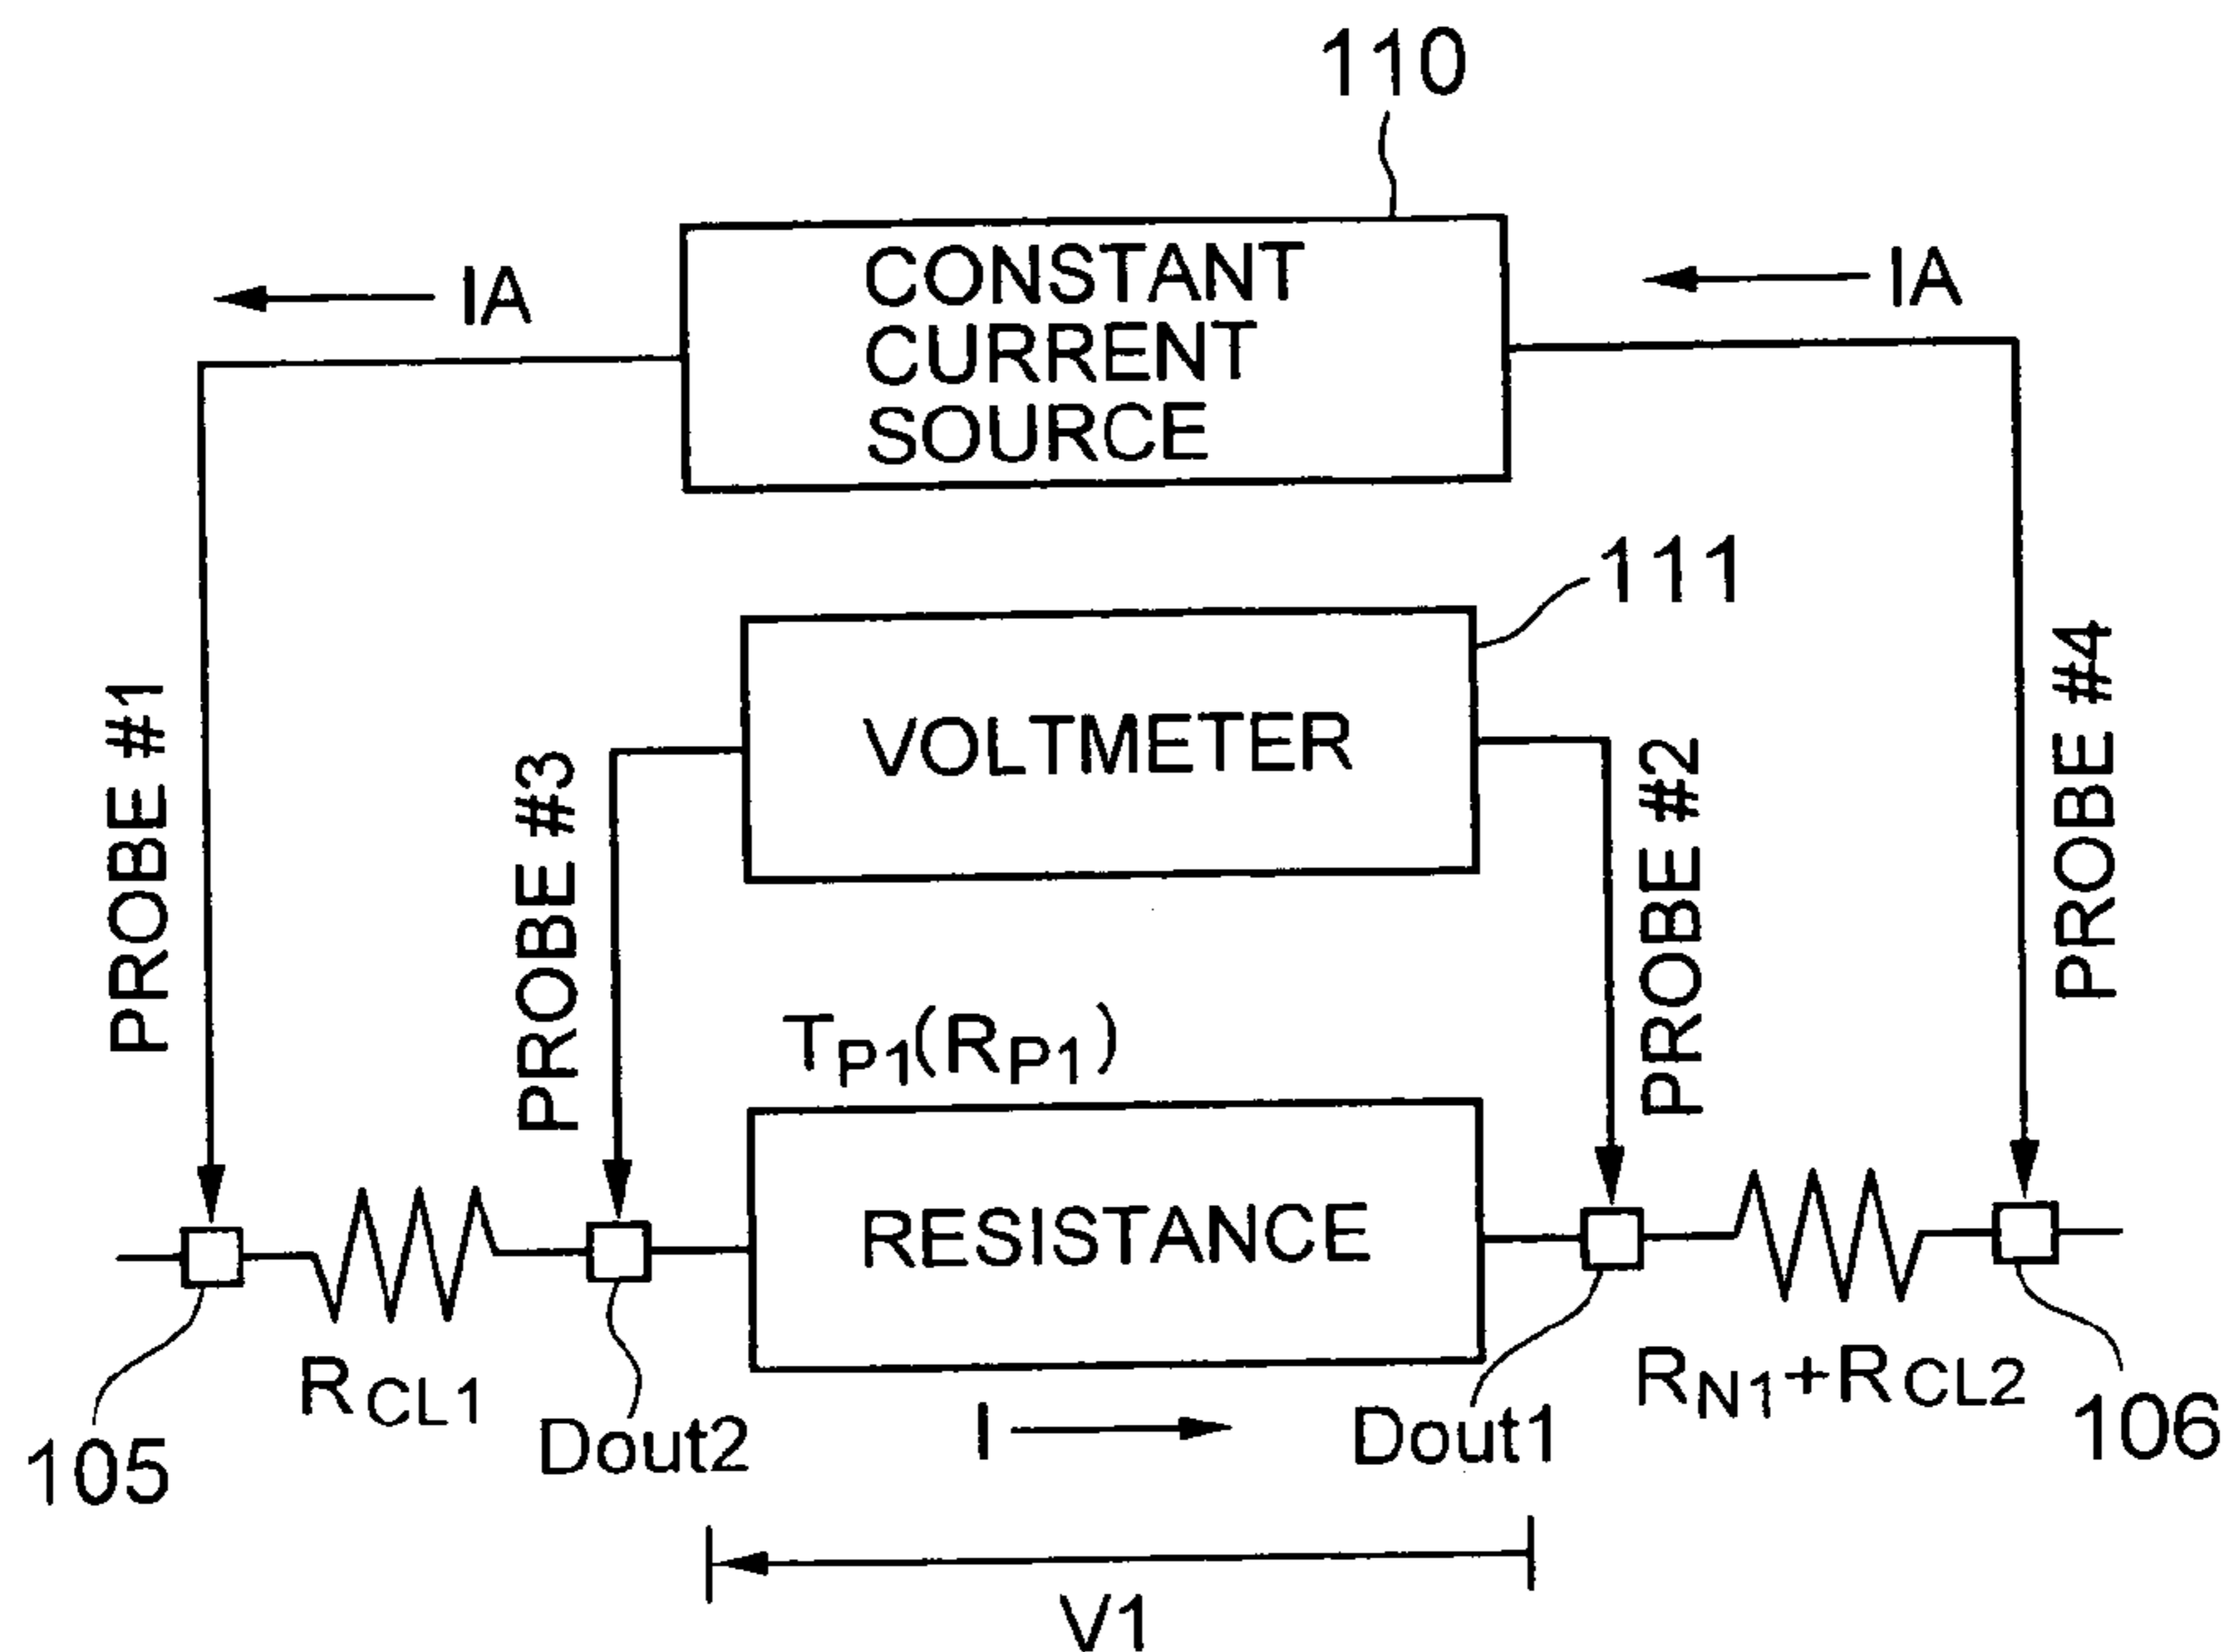 110
IA
CONSTANT
CURRENT
SOURCE
IA
111
VOLTMETER
PROBE #1
PROBE #3
PROBE #2
PROBE #4
TP1(RP1)
RESISTANCE
RCL1
RN1+RCL2
105
Dout2
I
Dout1
106
V1